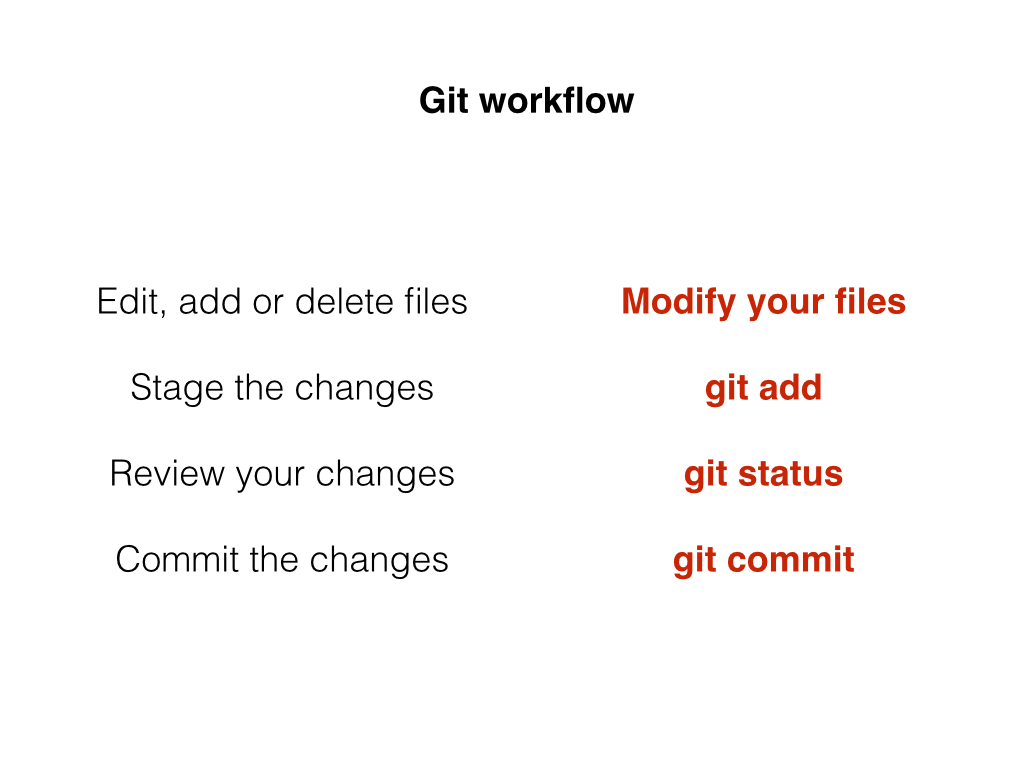 Git workflow
Edit, add or delete files Modify your files
Stage the changes git add
Review your changes git status
Commit the changes git commit